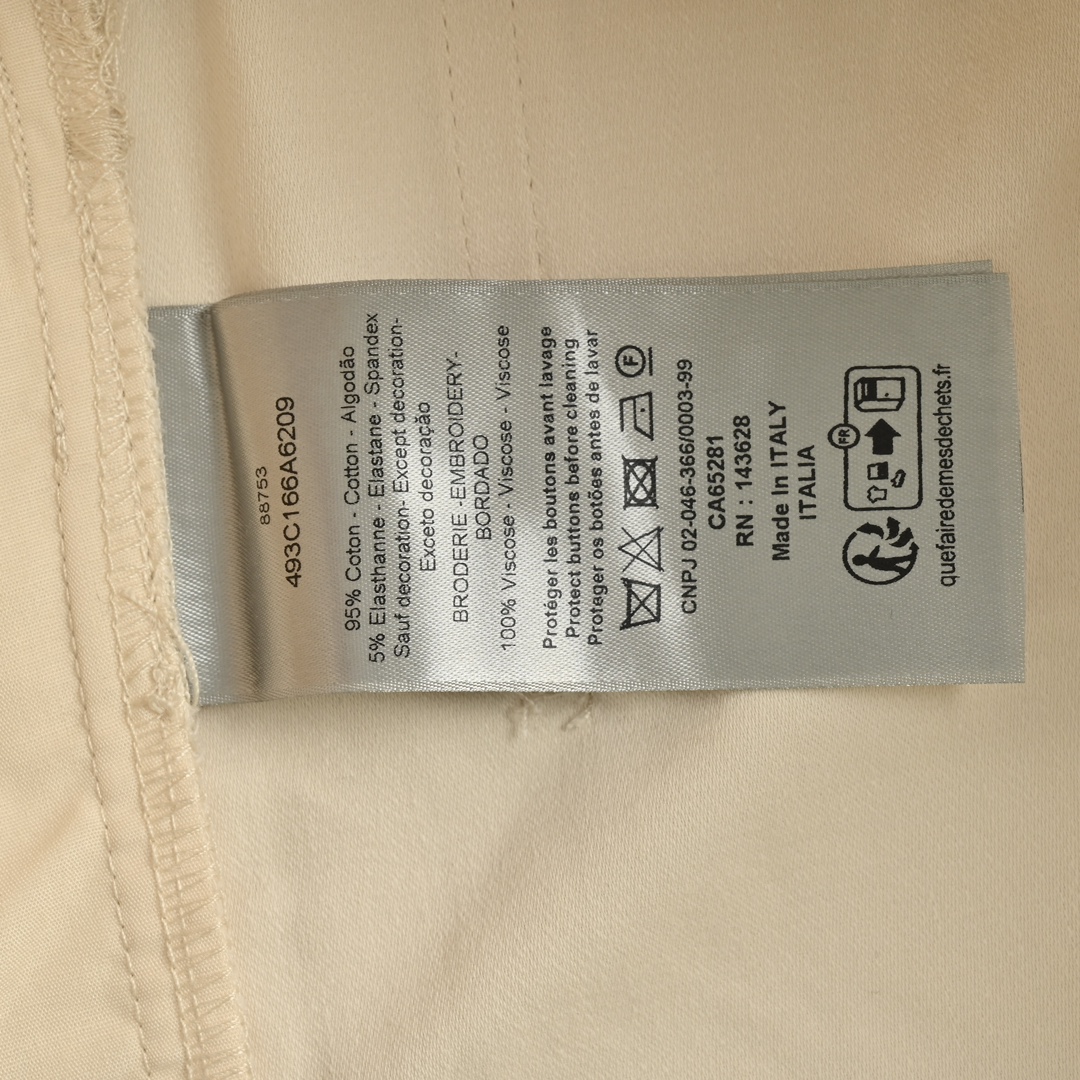 88753
493C166A6209
95% Coton - Cotton - Algodão
5% Elasthanne - Elastane - Spandex
Sauf decoration- Except decoration-
Exceto decoração
BRODERIE -EMBROIDERY-
BORDADO
100% Viscose - Viscose - Viscose
Protéger les boutons avant lavage
Protect buttons before cleaning
Proteger os botões antes de lavar
F
CNPJ 02-046-366/0003-99
CA65281
RN : 143628
Made In ITALY
ITALIA
FR
quefairedemesdechets.fr